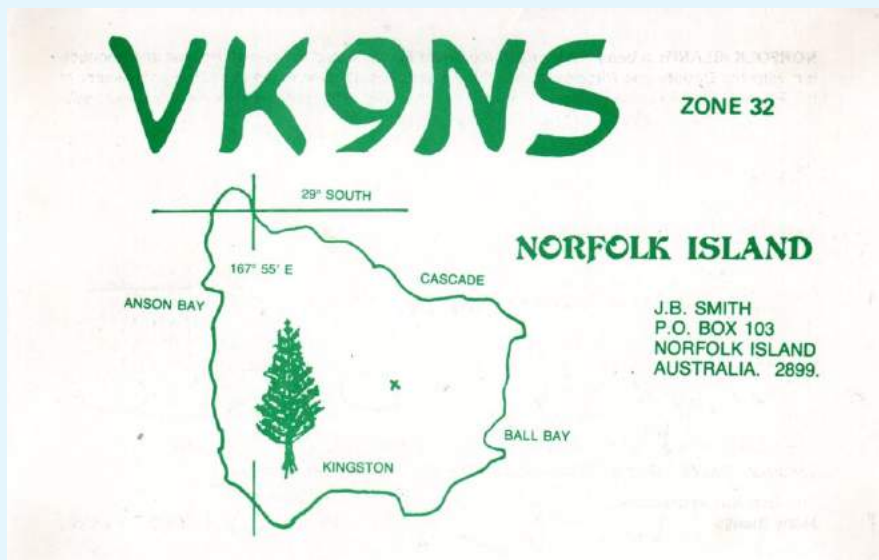 VK9NS
ZONE 32
29° SOUTH
NORFOLK ISLAND
167° 55' E
CASCADE
ANSON BAY
J.B. SMITH
P.O. BOX 103
NORFOLK ISLAND
AUSTRALIA. 2899.
BALL BAY
KINGSTON